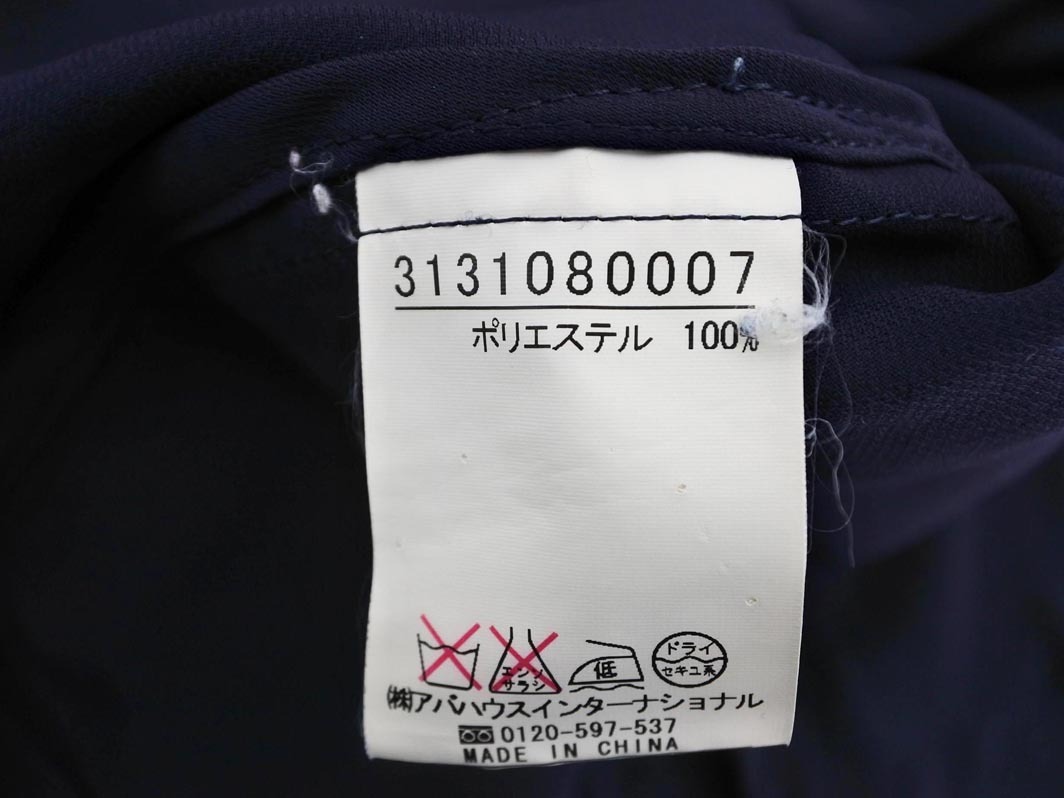 3131080007
ポリエステル 100%
エンソ
サラシ
低
ドライ
セキユ系
㈱アバハウスインターナショナル
0120-597-537
MADE IN CHINA